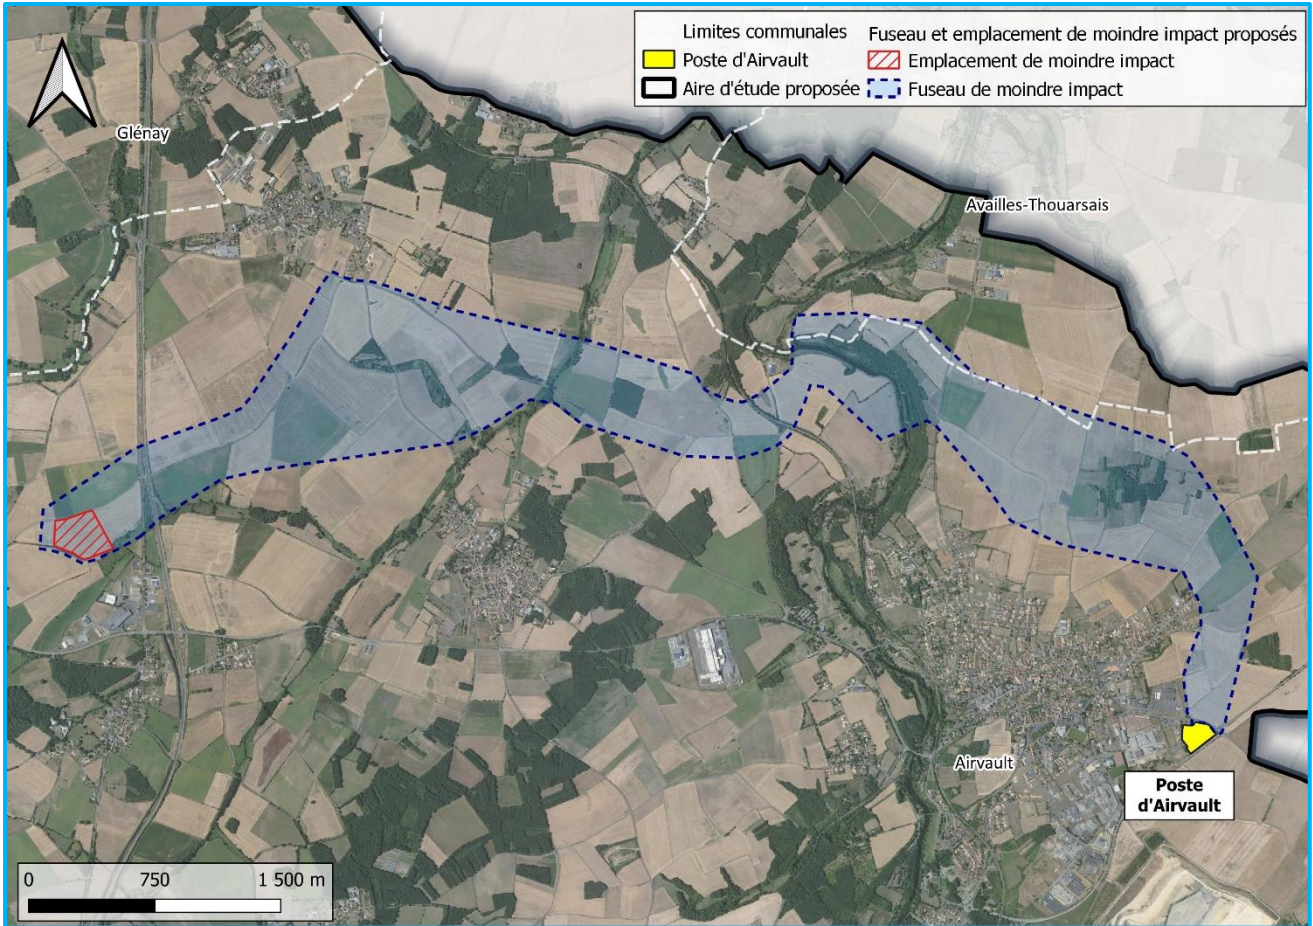 Limites communales
Poste d'Airvault
Aire d'étude proposée
Fuseau et emplacement de moindre impact proposés
Emplacement de moindre impact
Fuseau de moindre impact
Glénay
Availles-Thouarsais
Airvault
Poste
d'Airvault
0 750 1 500 m